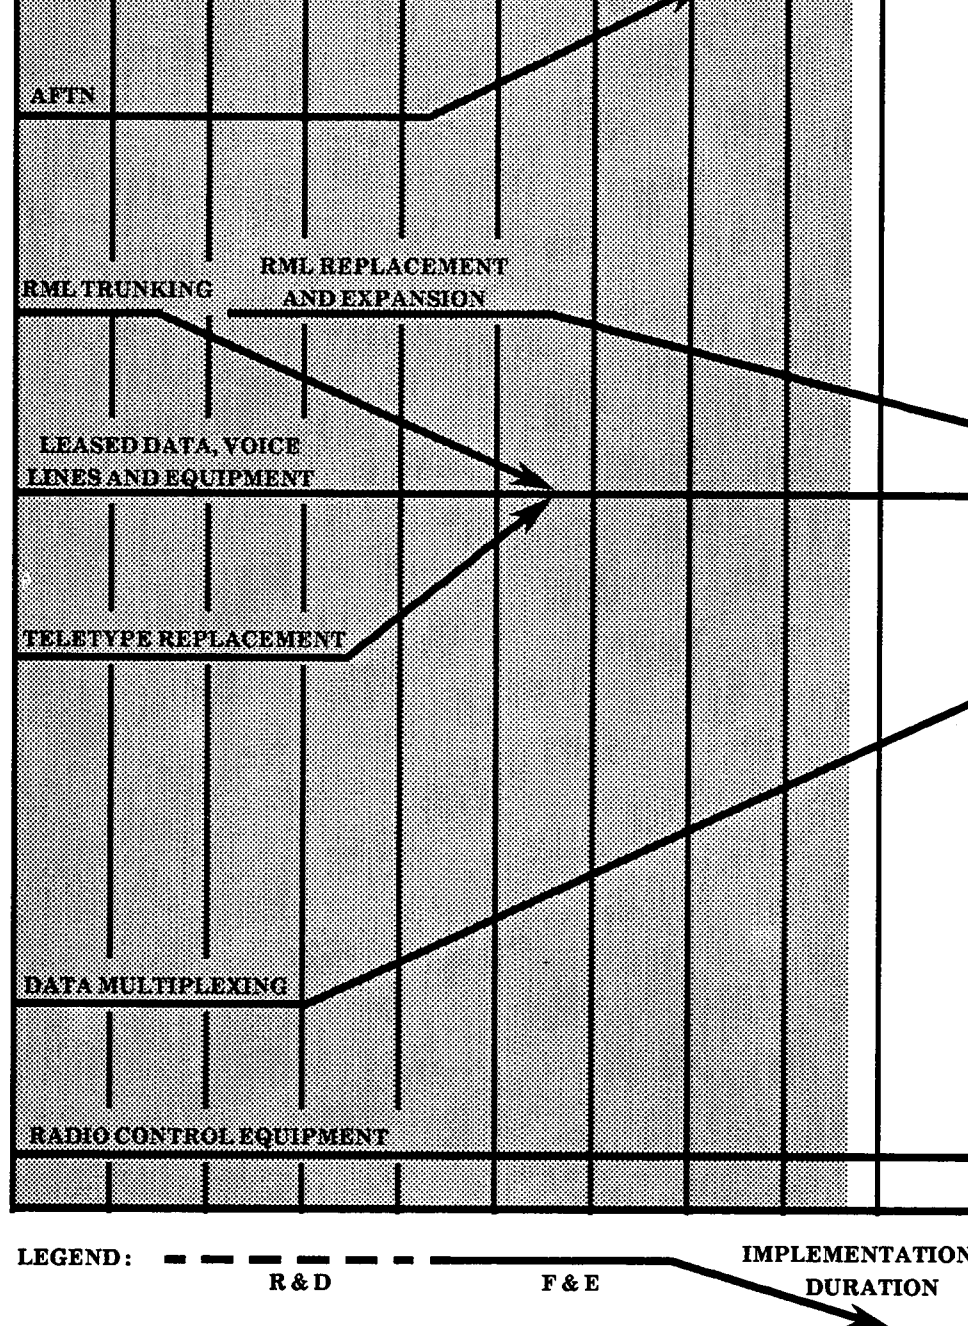 AFTN
RML REPLACEMENT
AND EXPANSION
RML TRUNKING
LEASED DATA, VOICE
LINES AND EQUIPMENT
TELETYPE REPLACEMENT
DATA MULTIPLEXING
RADIO CONTROL EQUIPMENT
LEGEND:
R & D
F & E
IMPLEMENTATION
DURATION